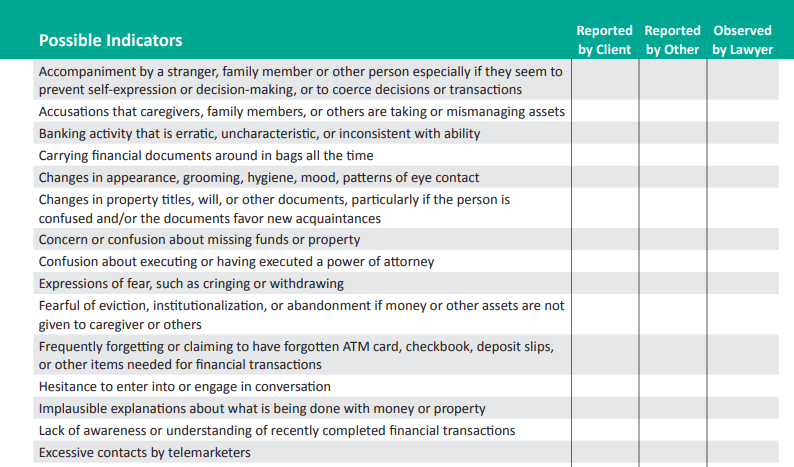 Possible Indicators
Reported by Client
Reported by Other
Observed by Lawyer
Accompaniment by a stranger, family member or other person especially if they seem to
prevent self-expression or decision-making, or to coerce decisions or transactions
Accusations that caregivers, family members, or others are taking or mismanaging assets
Banking activity that is erratic, uncharacteristic, or inconsistent with ability
Carrying financial documents around in bags all the time
Changes in appearance, grooming, hygiene, mood, patterns of eye contact
Changes in property titles, will, or other documents, particularly if the person is
confused and/or the documents favor new acquaintances
Concern or confusion about missing funds or property
Confusion about executing or having executed a power of attorney
Expressions of fear, such as cringing or withdrawing
Fearful of eviction, institutionalization, or abandonment if money or other assets are not
given to caregiver or others
Frequently forgetting or claiming to have forgotten ATM card, checkbook, deposit slips,
or other items needed for financial transactions
Hesitance to enter into or engage in conversation
Implausible explanations about what is being done with money or property
Lack of awareness or understanding of recently completed financial transactions
Excessive contacts by telemarketers